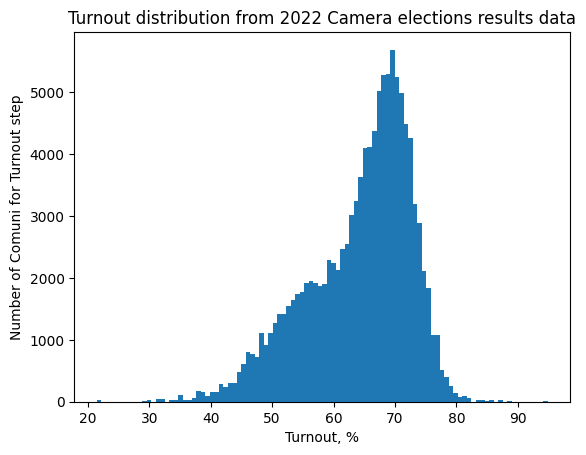 Turnout distribution from 2022 Camera elections results data
Number of Comuni for Turnout step
5000
4000
3000
2000
1000
0
20 30 40 50 60 70 80 90
Turnout, %